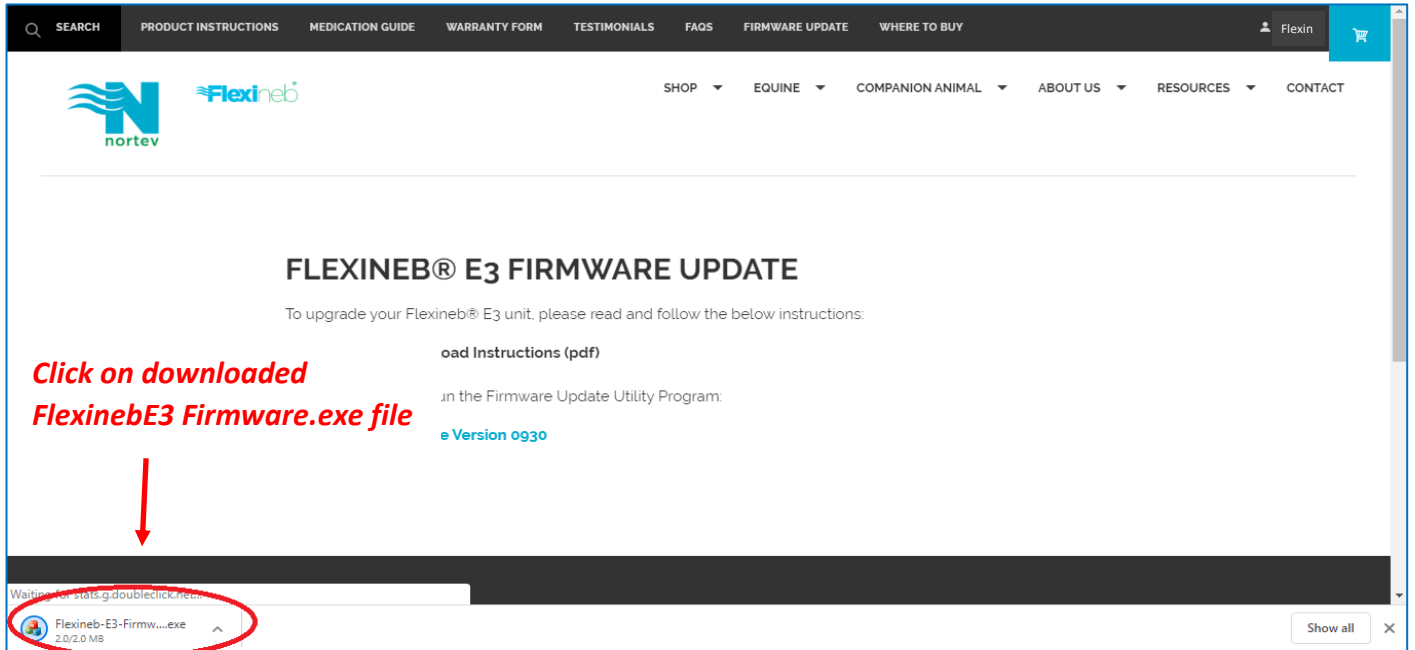 SEARCH PRODUCT INSTRUCTIONS MEDICATION GUIDE WARRANTY FORM TESTIMONIALS FAQS FIRMWARE UPDATE WHERE TO BUY Flexin
nortev
Flexineb®
SHOP EQUINE COMPANION ANIMAL ABOUT US RESOURCES CONTACT
FLEXINEB® E3 FIRMWARE UPDATE
To upgrade your Flexineb® E3 unit, please read and follow the below instructions:
oad Instructions (pdf)
Click on downloaded
FlexinebE3 Firmware.exe file
un the Firmware Update Utility Program:
e Version 0930
Waiting for stats.g.doubleclick.net...
Flexineb-E3-Firmw....exe
2.0/2.0 MB
Show all